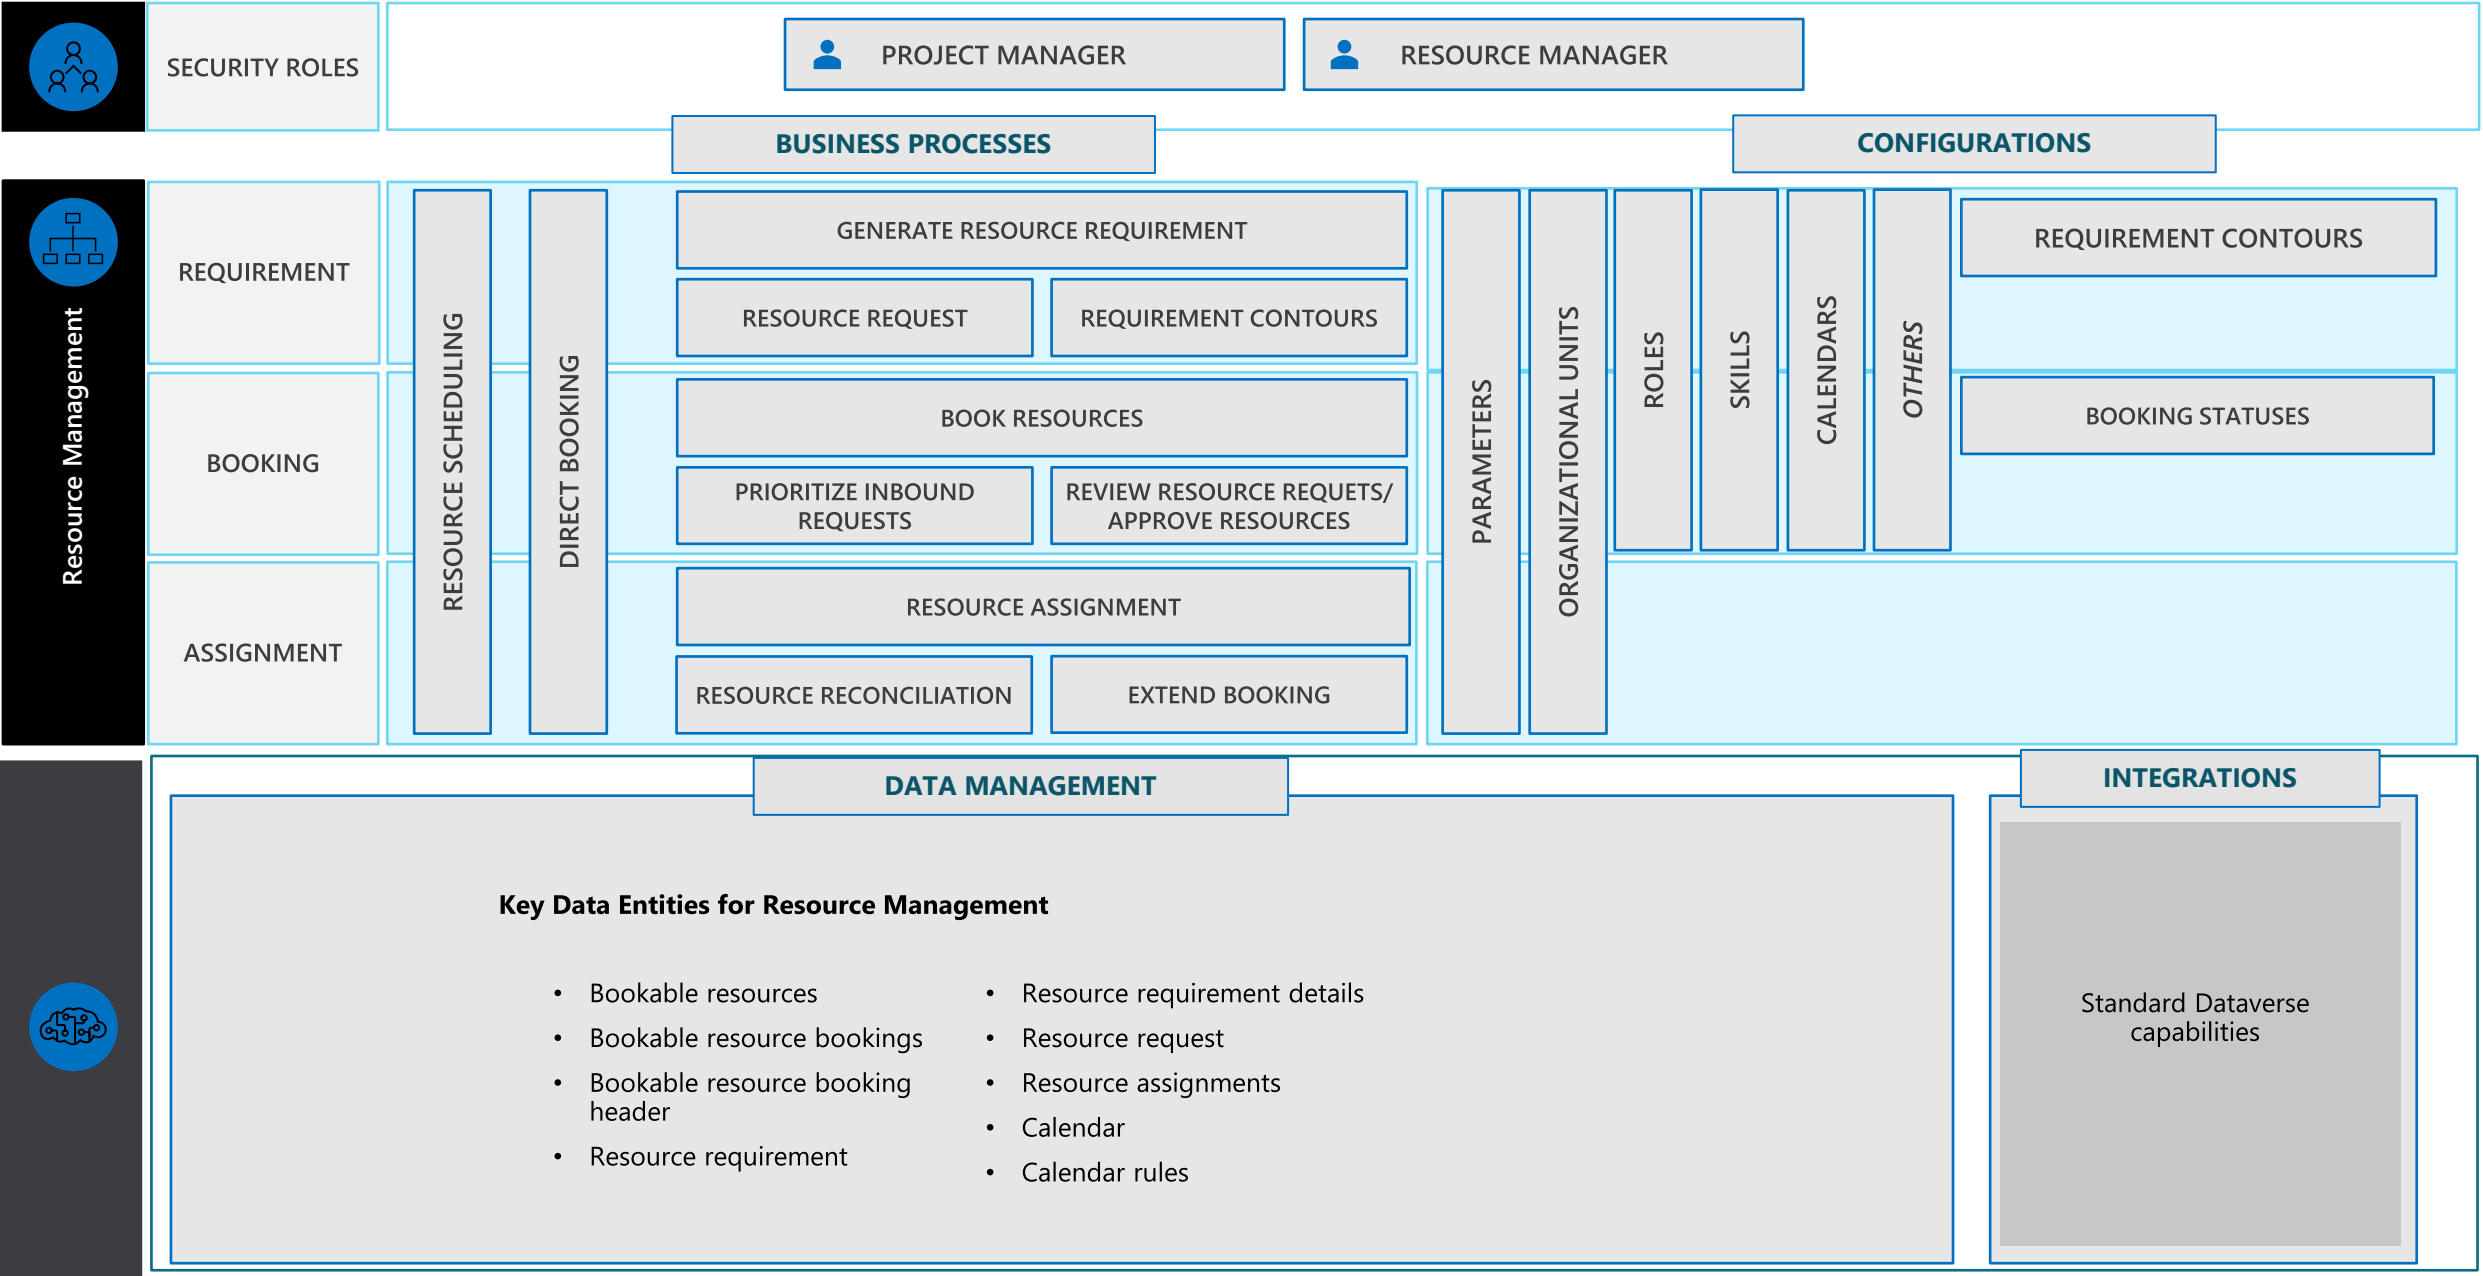 SECURITY ROLES
PROJECT MANAGER
RESOURCE MANAGER
BUSINESS PROCESSES
CONFIGURATIONS
Resource Management
REQUIREMENT
BOOKING
ASSIGNMENT
RESOURCE SCHEDULING
DIRECT BOOKING
GENERATE RESOURCE REQUIREMENT
RESOURCE REQUEST
REQUIREMENT CONTOURS
BOOK RESOURCES
PRIORITIZE INBOUND
REQUESTS
REVIEW RESOURCE REQUETS/
APPROVE RESOURCES
RESOURCE ASSIGNMENT
RESOURCE RECONCILIATION
EXTEND BOOKING
PARAMETERS
ORGANIZATIONAL UNITS
ROLES
SKILLS
CALENDARS
OTHERS
REQUIREMENT CONTOURS
BOOKING STATUSES
DATA MANAGEMENT
Key Data Entities for Resource Management
• Bookable resources
• Bookable resource bookings
• Bookable resource booking
header
• Resource requirement
• Resource requirement details
• Resource request
• Resource assignments
• Calendar
• Calendar rules
INTEGRATIONS
Standard Dataverse
capabilities